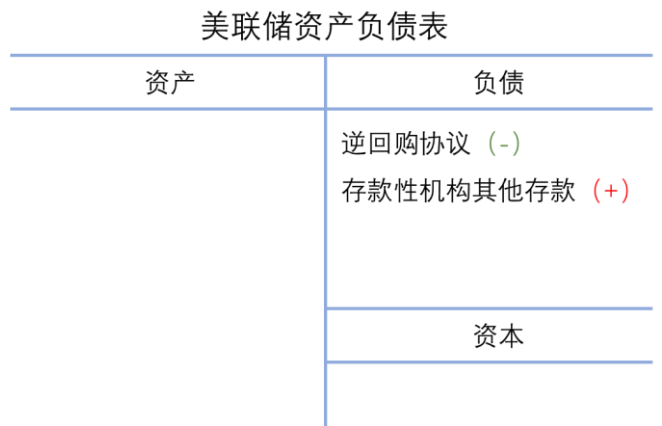 美联储资产负债表
资产
负债
逆回购协议（-）
存款性机构其他存款（+）
资本